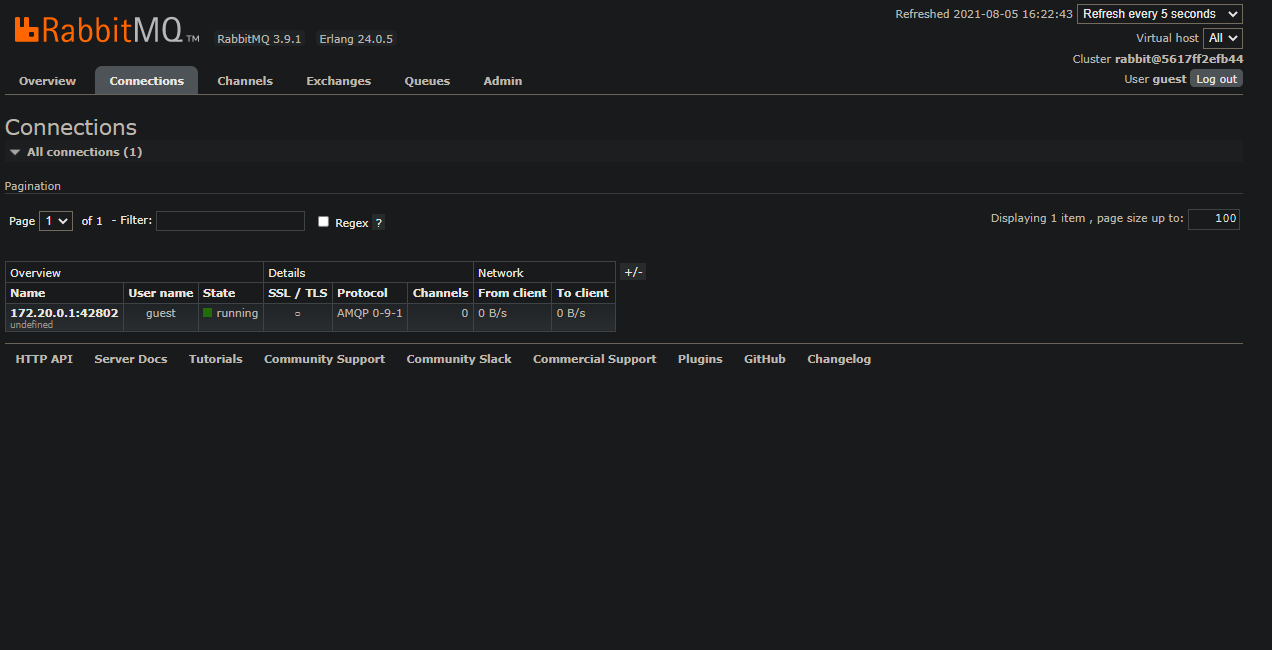 RabbitMQ TM RabbitMQ 3.9.1 Erlang 24.0.5
Refreshed 2021-08-05 16:22:43 Refresh every 5 seconds
Virtual host All
Cluster rabbit@5617ff2efb44
User guest Log out
Overview Connections Channels Exchanges Queues Admin
Connections
All connections (1)
Pagination
Page 1 of 1 - Filter: Regex ? Displaying 1 item , page size up to: 100
Overview Details Network +/-
Name User name State SSL / TLS Protocol Channels From client To client
172.20.0.1:42802 guest running ○ AMQP 0-9-1 0 0 B/s 0 B/s
undefined
HTTP API Server Docs Tutorials Community Support Community Slack Commercial Support Plugins GitHub Changelog